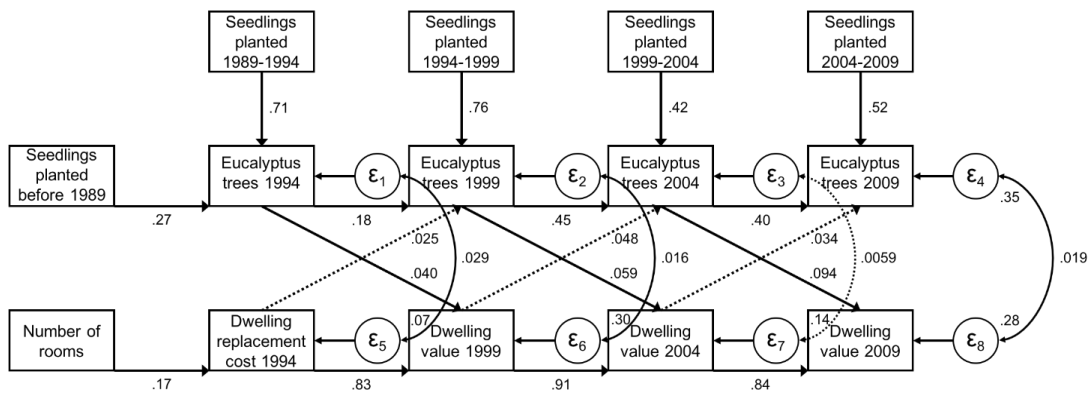 Seedlings
planted
1989-1994
Seedlings
planted
1994-1999
Seedlings
planted
1999-2004
Seedlings
planted
2004-2009
.71
.76
.42
.52
Seedlings
planted
before 1989
Eucalyptus
trees 1994
ε1
Eucalyptus
trees 1999
ε2
Eucalyptus
trees 2004
ε3
Eucalyptus
trees 2009
ε4
.27
.18
.45
.40
.35
.025
.048
.034
.040
.029
.059
.016
.094
.0059
.019
Number of
rooms
Dwelling
replacement
cost 1994
ε5
.07
Dwelling
value 1999
ε6
.30
Dwelling
value 2004
ε7
.14
Dwelling
value 2009
ε8
.28
.17
.83
.91
.84